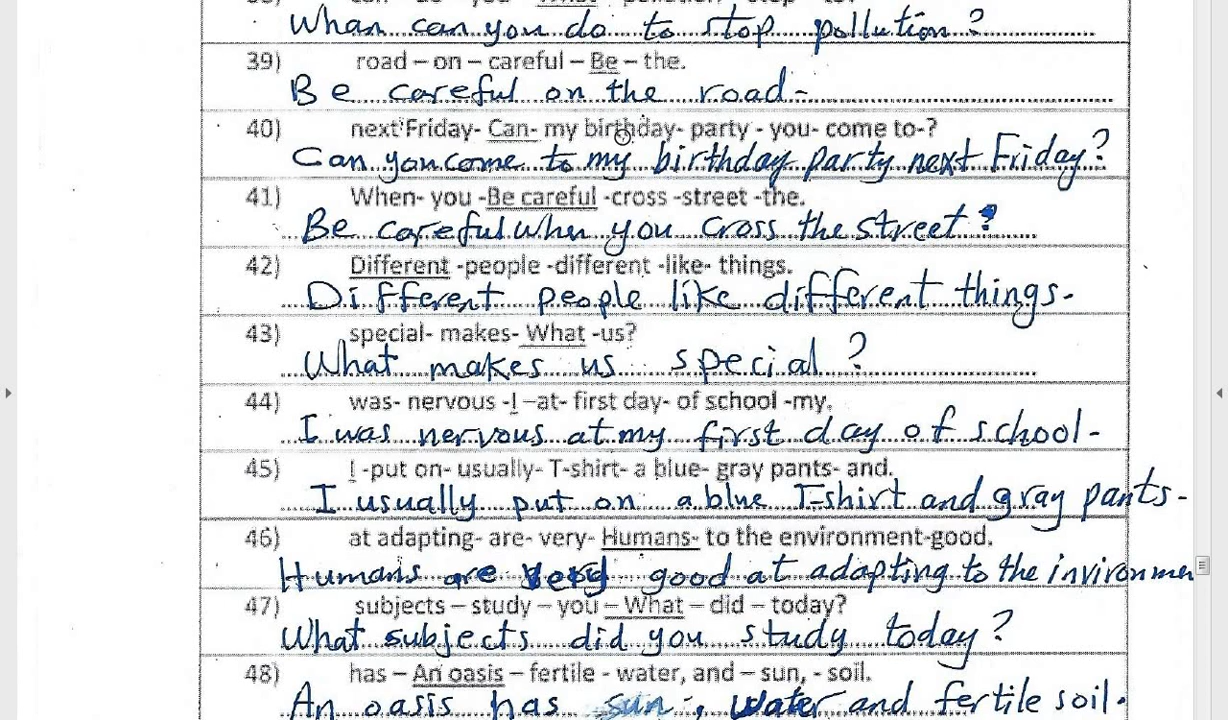 Whan can you do to stop pollution?
39) road – on – careful – Be – the.
Be careful on the road-
40) next Friday- Can- my birthday- party - you- come to-?
Can you come to my birthday party next Friday?
41) When- you -Be careful -cross -street -the.
Be careful when you cross the street?
42) Different -people -different -like- things.
Different people like different things.
43) special- makes- What -us?
What makes us special?
44) was- nervous -I –at- first day- of school -my.
I was nervous at my first day of school-
45) I -put on- usually- T-shirt- a blue- gray pants- and.
I usually put on a blue T-shirt and gray pants-
46) at adapting- are- very- Humans- to the environment-good.
Humans are very good at adapting to the invironmen
47) subjects – study – you – What – did – today?
What subjects did you study today?
48) has – An oasis – fertile - water, and – sun, - soil.
An oasis has sun, water and fertile soil.